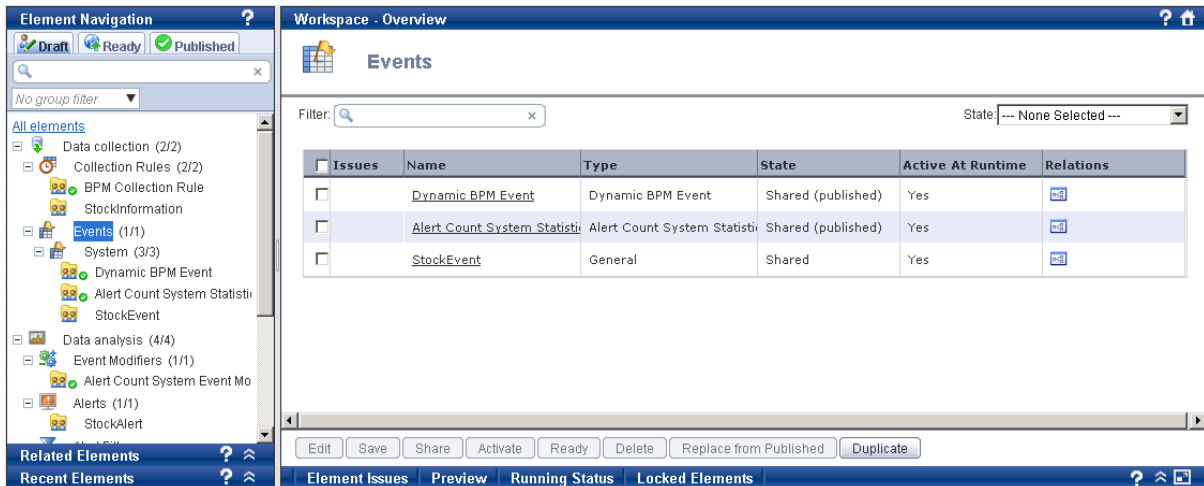 Element Navigation ?
Draft Ready Published
No group filter
All elements
Data collection (2/2)
Collection Rules (2/2)
BPM Collection Rule
StockInformation
Events (1/1)
System (3/3)
Dynamic BPM Event
Alert Count System Statisti
StockEvent
Data analysis (4/4)
Event Modifiers (1/1)
Alert Count System Event Mo
Alerts (1/1)
StockAlert
Related Elements ?
Recent Elements ?
Workspace - Overview ?
Events
Filter: State: --- None Selected ---
Issues Name Type State Active At Runtime Relations
Dynamic BPM Event Dynamic BPM Event Shared (published) Yes
Alert Count System Statistic Alert Count System Statisti Shared (published) Yes
StockEvent General Shared Yes
Edit Save Share Activate Ready Delete Replace from Published Duplicate
Element Issues Preview Running Status Locked Elements ?